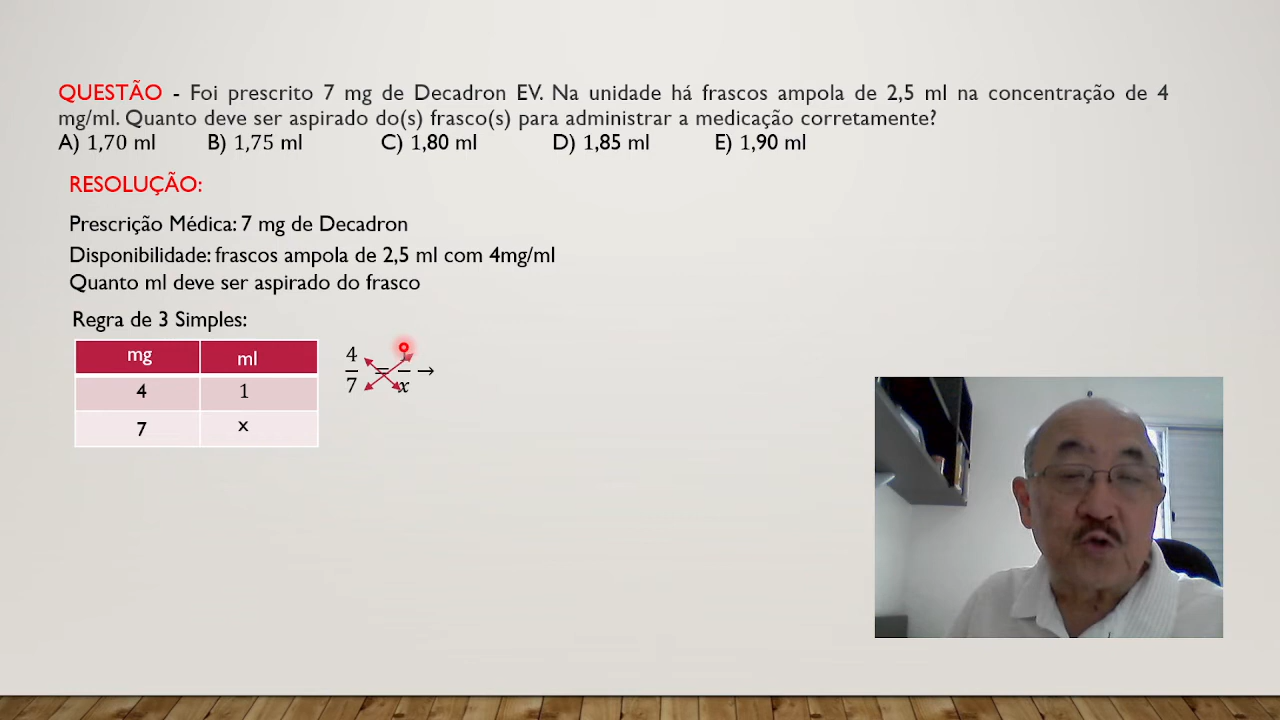 QUESTÃO - Foi prescrito 7 mg de Decadron EV. Na unidade há frascos ampola de 2,5 ml na concentração de 4
mg/ml. Quanto deve ser aspirado do(s) frasco(s) para administrar a medicação corretamente?
A) 1,70 ml B) 1,75 ml C) 1,80 ml D) 1,85 ml E) 1,90 ml
RESOLUÇÃO:
Prescrição Médica: 7 mg de Decadron
Disponibilidade: frascos ampola de 2,5 ml com 4mg/ml
Quanto ml deve ser aspirado do frasco
Regra de 3 Simples:
mg ml
4 1
7 x
4
7 = x →